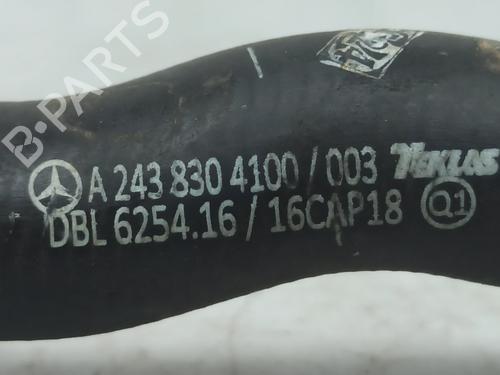 B-PARTS
A 243 830 4100 / 003 TEKLAS
DBL 6254.16 / 16CAP18 Q1